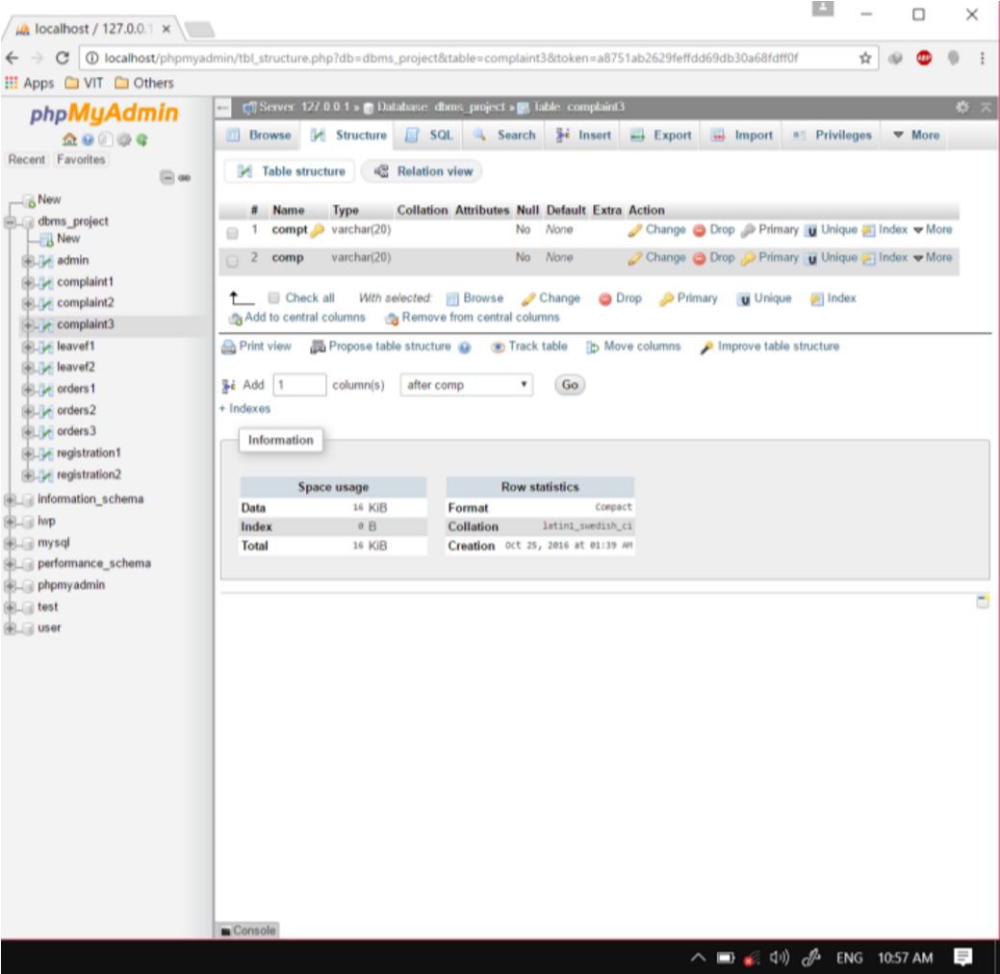 localhost / 127.0.0.1
localhost/phpmyadmin/tbl_structure.php?db=dbms_project&table=complaint3&token=a8751ab2629feffdd69db30a68fdff0f
ABP
Apps VIT Others
phpMyAdmin
Recent Favorites
New
dbms_project
New
admin
complaint1
complaint2
complaint3
leavef1
leavef2
orders1
orders2
orders3
registration1
registration2
information_schema
iwp
mysql
performance_schema
phpmyadmin
test
user
Server: 127.0.0.1 » Database: dbms_project » Table: complaint3
Browse Structure SQL Search Insert Export Import Privileges More
Table structure Relation view
# Name Type Collation Attributes Null Default Extra Action
1 compt varchar(20) No None Change Drop Primary Unique Index More
2 comp varchar(20) No None Change Drop Primary Unique Index More
Check all With selected: Browse Change Drop Primary Unique Index
Add to central columns Remove from central columns
Print view Propose table structure Track table Move columns Improve table structure
Add 1 column(s) after comp Go
+ Indexes
Information
Space usage
Data 16 KiB
Index 0 B
Total 16 KiB
Row statistics
Format Compact
Collation latin1_swedish_ci
Creation Oct 25, 2016 at 01:39 AM
Console
ENG 10:57 AM